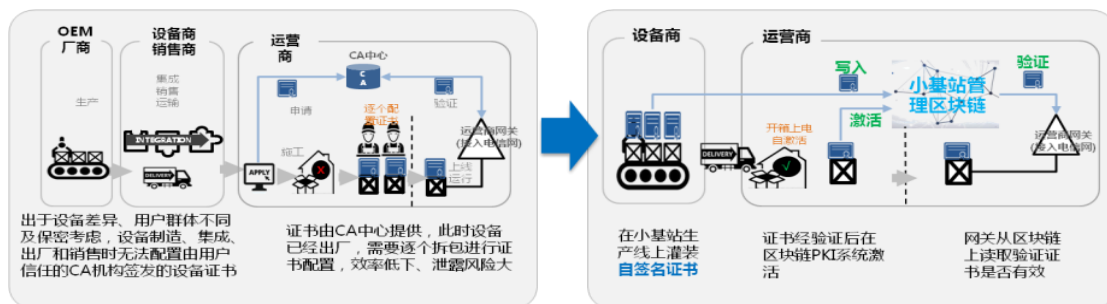 OEM
厂商
设备商
销售商
运营
商
CA中心
C
A
生产
集成
销售
运输
申请
逐个配
置证书
验证
INTEGRATION
DELIVERY
APPLY
施工
运营商网关
(接入电信网)
上线
运行
出于设备差异、用户群体不同
及保密考虑，设备制造、集成、
出厂和销售时无法配置由用户
信任的CA机构签发的设备证书
证书由CA中心提供，此时设备
已经出厂，需要逐个拆包进行证
书配置，效率低下、泄露风险大
设备商
运营商
写入
验证
小基站管
理区块链
激活
开箱上电
自激活
DELIVERY
运营商网关
(接入电信网)
在小基站生
产线上灌装
自签名证书
证书经验证后在
区块链PKI系统激
活
网关从区块链
上读取验证证
书是否有效